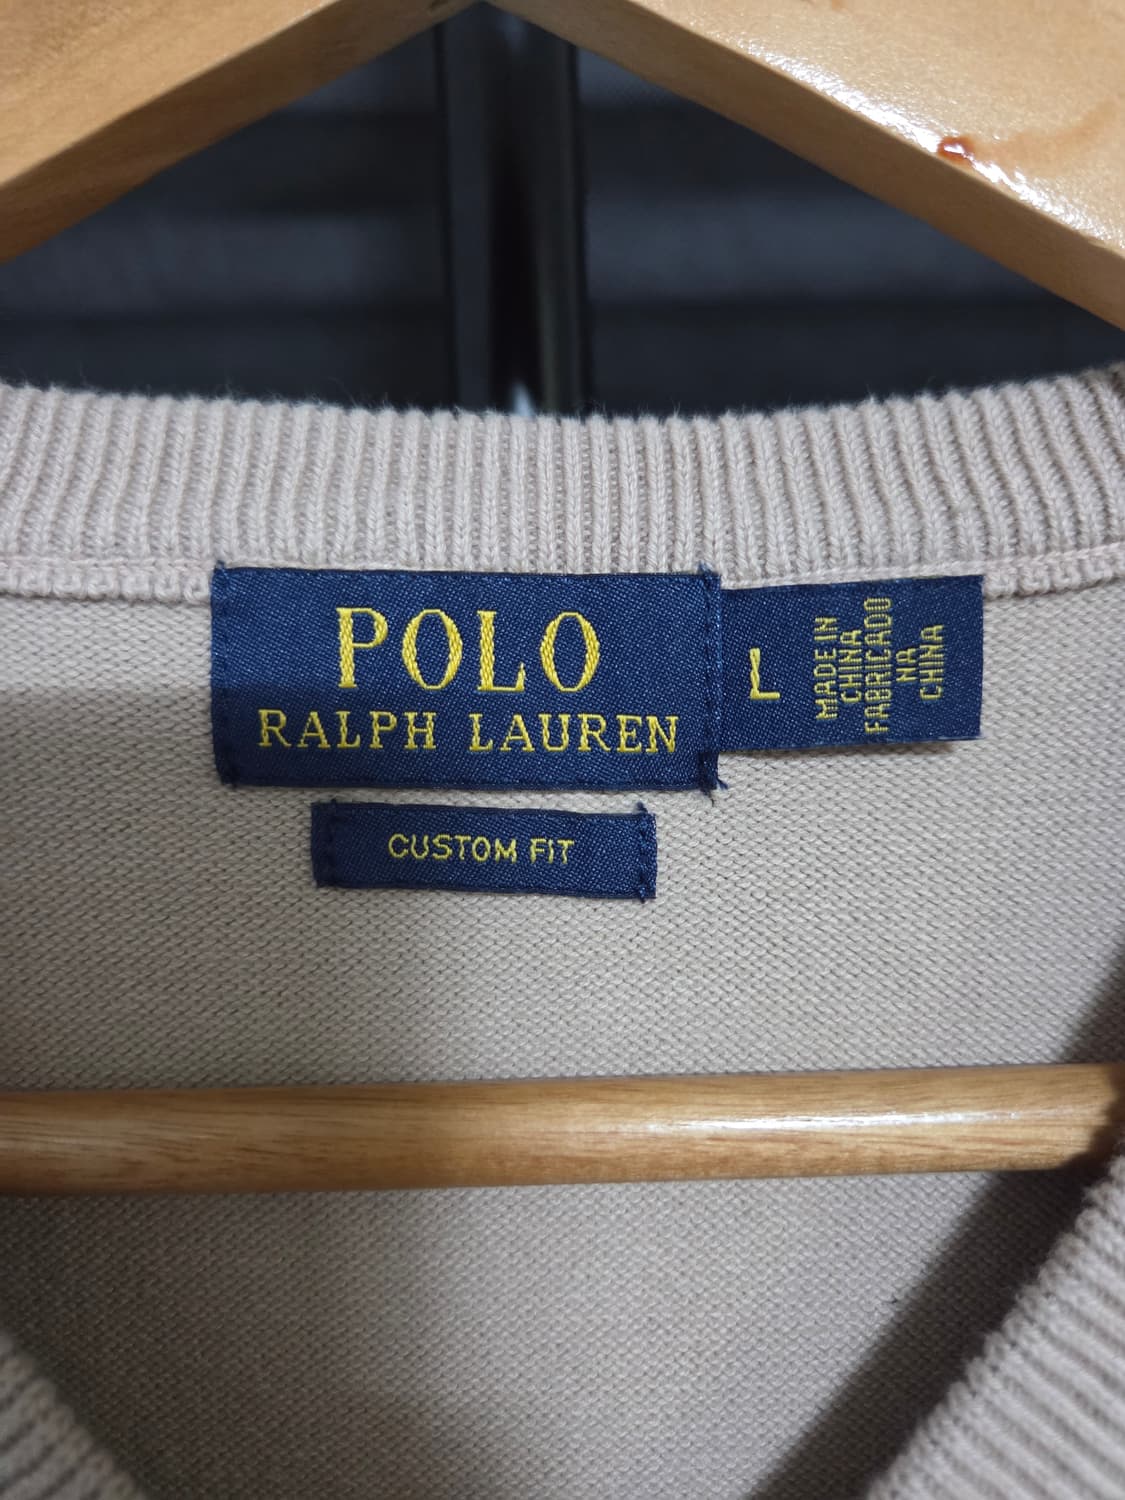 POLO
RALPH LAUREN
CUSTOM FIT
L
MADE IN
CHINA
FABRICADO
NA
CHINA